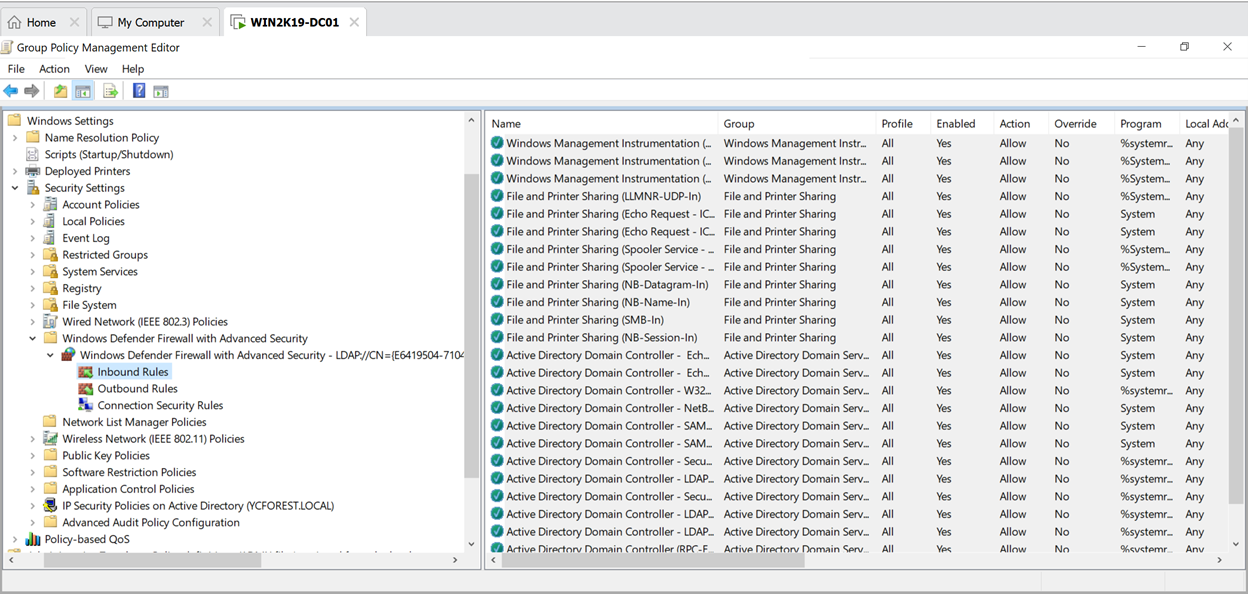 Home My Computer WIN2K19-DC01
Group Policy Management Editor
File Action View Help
Windows Settings
Name Resolution Policy
Scripts (Startup/Shutdown)
Deployed Printers
Security Settings
Account Policies
Local Policies
Event Log
Restricted Groups
System Services
Registry
File System
Wired Network (IEEE 802.3) Policies
Windows Defender Firewall with Advanced Security
Windows Defender Firewall with Advanced Security - LDAP://CN={E6419504-7104
Inbound Rules
Outbound Rules
Connection Security Rules
Network List Manager Policies
Wireless Network (IEEE 802.11) Policies
Public Key Policies
Software Restriction Policies
Application Control Policies
IP Security Policies on Active Directory (YCFOREST.LOCAL)
Advanced Audit Policy Configuration
Policy-based QoS
Name Group Profile Enabled Action Override Program Local Add
Windows Management Instrumentation (... Windows Management Instr... All Yes Allow No %systemr... Any
Windows Management Instrumentation (... Windows Management Instr... All Yes Allow No %System... Any
Windows Management Instrumentation (... Windows Management Instr... All Yes Allow No %System... Any
File and Printer Sharing (LLMNR-UDP-In) File and Printer Sharing All Yes Allow No %System... Any
File and Printer Sharing (Echo Request - IC... File and Printer Sharing All Yes Allow No System Any
File and Printer Sharing (Echo Request - IC... File and Printer Sharing All Yes Allow No System Any
File and Printer Sharing (Spooler Service - ... File and Printer Sharing All Yes Allow No %System... Any
File and Printer Sharing (Spooler Service - ... File and Printer Sharing All Yes Allow No %System... Any
File and Printer Sharing (NB-Datagram-In) File and Printer Sharing All Yes Allow No System Any
File and Printer Sharing (NB-Name-In) File and Printer Sharing All Yes Allow No System Any
File and Printer Sharing (SMB-In) File and Printer Sharing All Yes Allow No System Any
File and Printer Sharing (NB-Session-In) File and Printer Sharing All Yes Allow No System Any
Active Directory Domain Controller - Ech... Active Directory Domain Serv... All Yes Allow No System Any
Active Directory Domain Controller - Ech... Active Directory Domain Serv... All Yes Allow No System Any
Active Directory Domain Controller - W32... Active Directory Domain Serv... All Yes Allow No %systemr... Any
Active Directory Domain Controller - NetB... Active Directory Domain Serv... All Yes Allow No System Any
Active Directory Domain Controller - SAM... Active Directory Domain Serv... All Yes Allow No System Any
Active Directory Domain Controller - SAM... Active Directory Domain Serv... All Yes Allow No System Any
Active Directory Domain Controller - Secu... Active Directory Domain Serv... All Yes Allow No %systemr... Any
Active Directory Domain Controller - LDAP... Active Directory Domain Serv... All Yes Allow No %systemr... Any
Active Directory Domain Controller - Secu... Active Directory Domain Serv... All Yes Allow No %systemr... Any
Active Directory Domain Controller - LDAP... Active Directory Domain Serv... All Yes Allow No %systemr... Any
Active Directory Domain Controller - LDAP... Active Directory Domain Serv... All Yes Allow No %systemr... Any
Active Directory Domain Controller (RPC-E... Active Directory Domain Serv... All Yes Allow No %systemr... Any